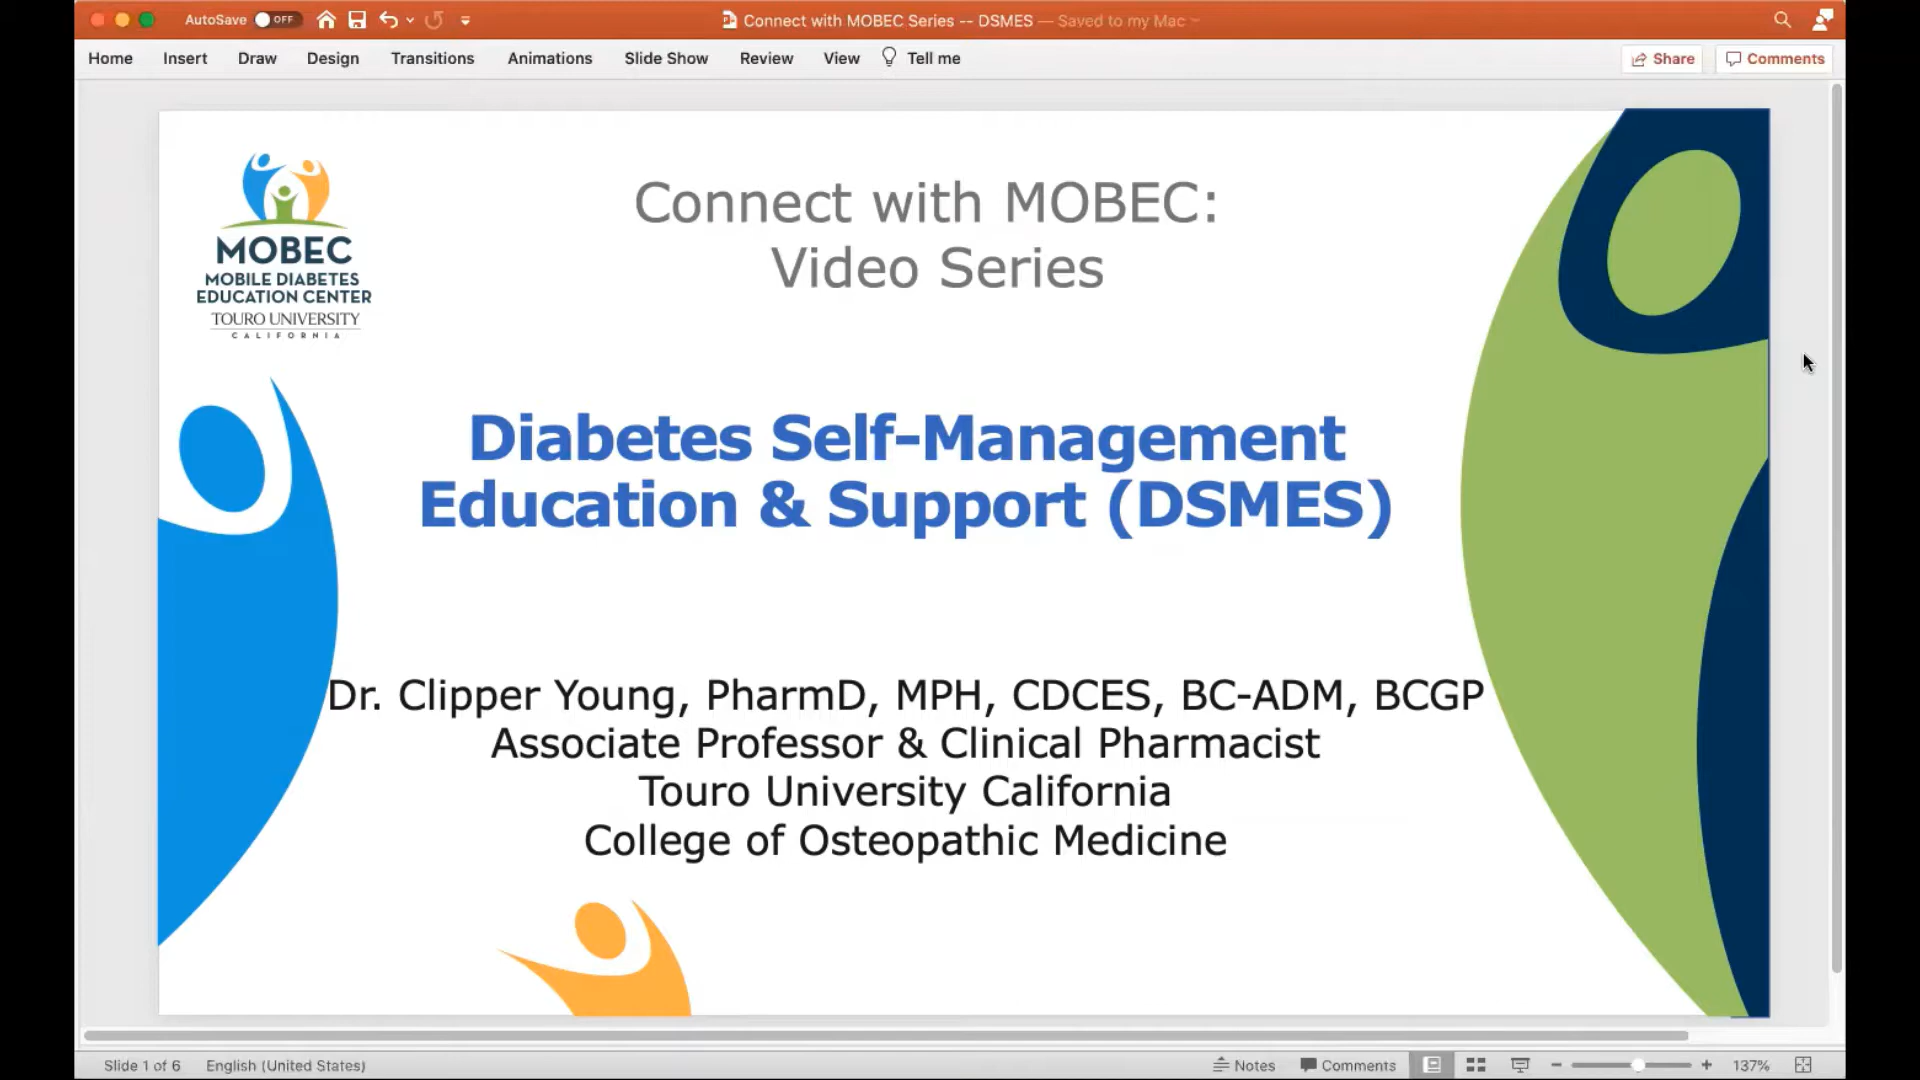 AutoSave OFF
Connect with MOBEC Series -- DSMES — Saved to my Mac
Home Insert Draw Design Transitions Animations Slide Show Review View Tell me Share Comments
MOBEC
MOBILE DIABETES
EDUCATION CENTER
TOURO UNIVERSITY
CALIFORNIA
Connect with MOBEC:
Video Series
Diabetes Self-Management
Education & Support (DSMES)
Dr. Clipper Young, PharmD, MPH, CDCES, BC-ADM, BCGP
Associate Professor & Clinical Pharmacist
Touro University California
College of Osteopathic Medicine
Slide 1 of 6 English (United States) Notes Comments 137%